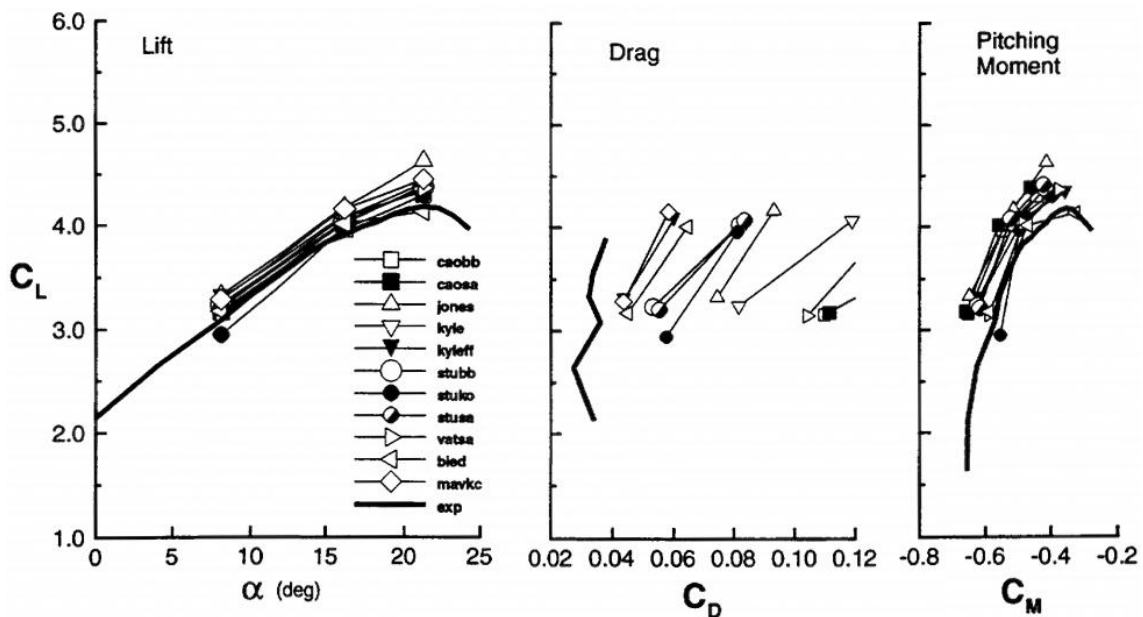 Lift
Drag
Pitching
Moment
6.0
5.0
4.0
3.0
2.0
1.0
C_L
caobb
caosa
jones
kyle
kyleff
stubb
stuko
stusa
vatsa
bied
mavkc
exp
0 5 10 15 20 25
α (deg)
0.02 0.04 0.06 0.08 0.10 0.12
C_D
-0.8 -0.6 -0.4 -0.2
C_M